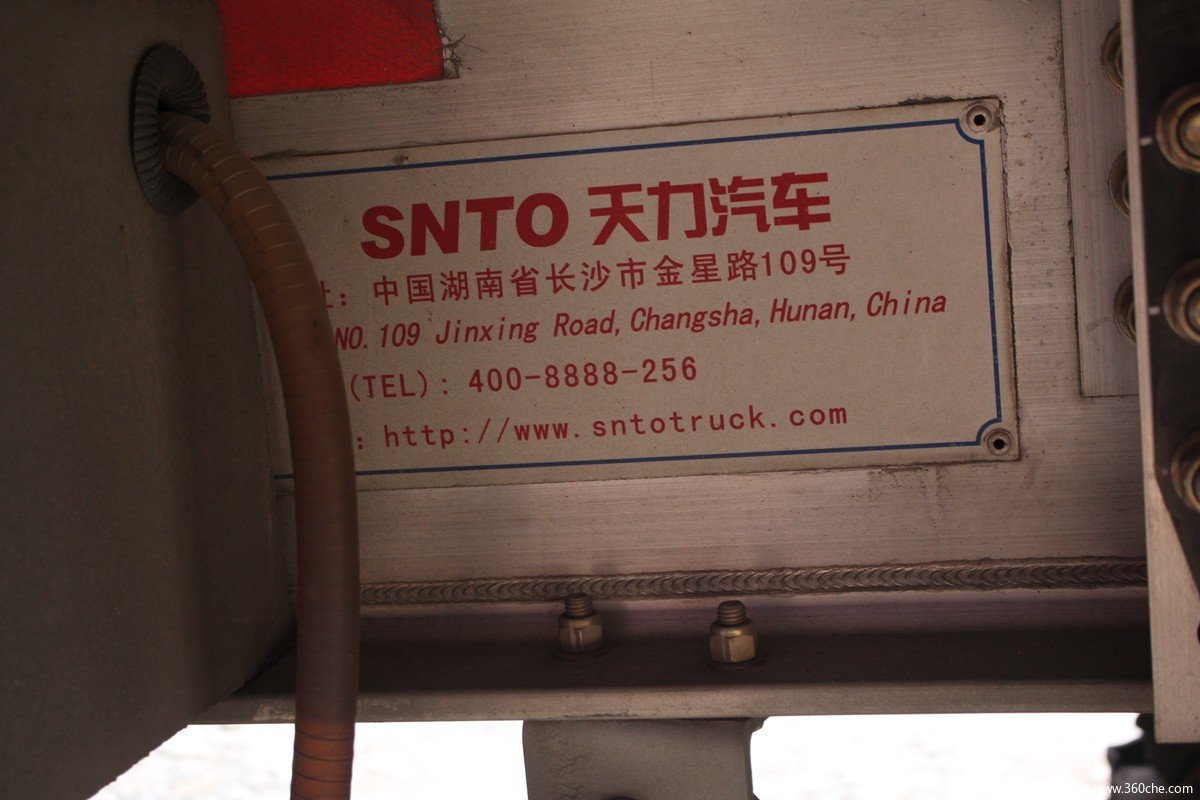 SNTO 天力汽车
址：中国湖南省长沙市金星路109号
NO.109 Jinxing Road,Changsha,Hunan,China
(TEL)：400-8888-256
：http://www.sntotruck.com
www.360che.com